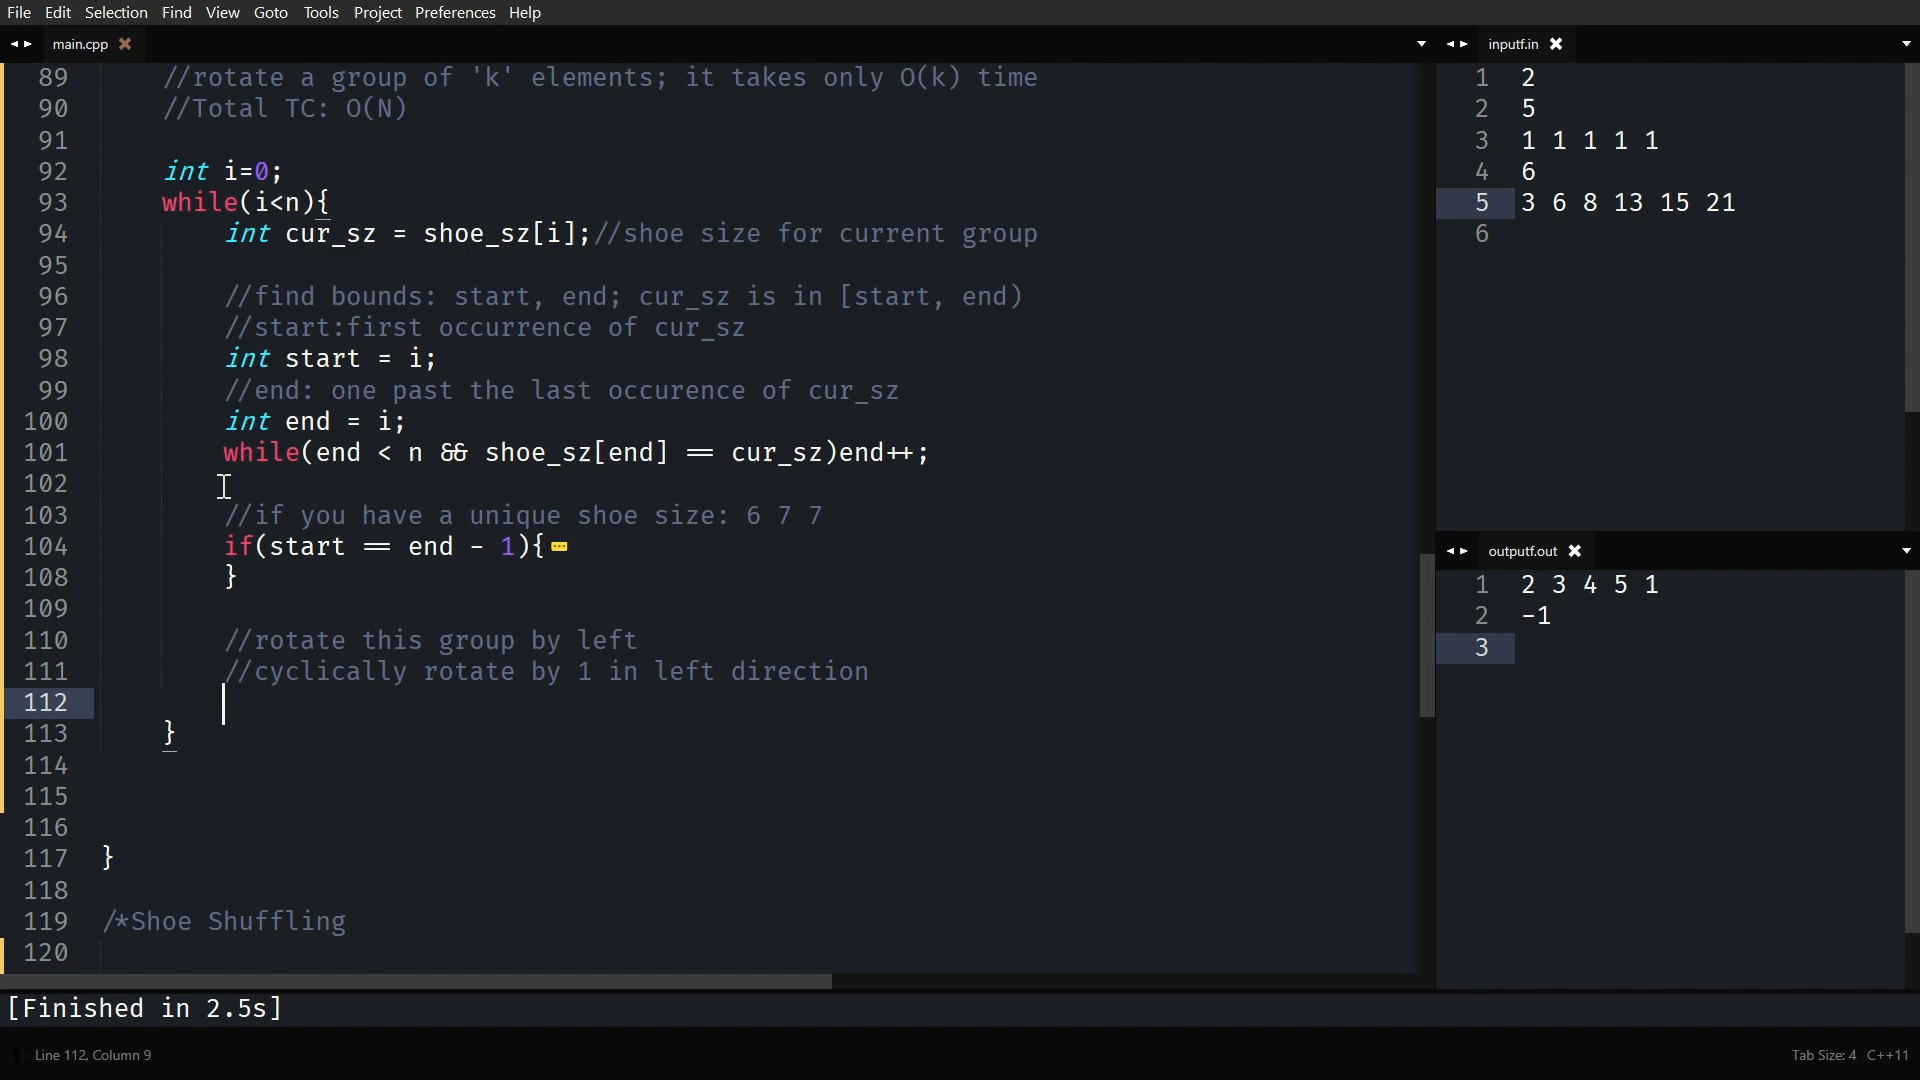 File Edit Selection Find View Goto Tools Project Preferences Help
main.cpp
89 //rotate a group of 'k' elements; it takes only O(k) time
90 //Total TC: O(N)
91
92 int i=0;
93 while(i<n){
94 int cur_sz = shoe_sz[i];//shoe size for current group
95
96 //find bounds: start, end; cur_sz is in [start, end)
97 //start:first occurrence of cur_sz
98 int start = i;
99 //end: one past the last occurence of cur_sz
100 int end = i;
101 while(end < n && shoe_sz[end] == cur_sz)end++;
102
103 //if you have a unique shoe size: 6 7 7
104 if(start == end - 1){
108 }
109
110 //rotate this group by left
111 //cyclically rotate by 1 in left direction
112
113 }
114
115
116
117 }
118
119 /*Shoe Shuffling
120
inputf.in
1 2
2 5
3 1 1 1 1 1
4 6
5 3 6 8 13 15 21
6
outputf.out
1 2 3 4 5 1
2 -1
3
[Finished in 2.5s]
Line 112, Column 9
Tab Size: 4 C++11